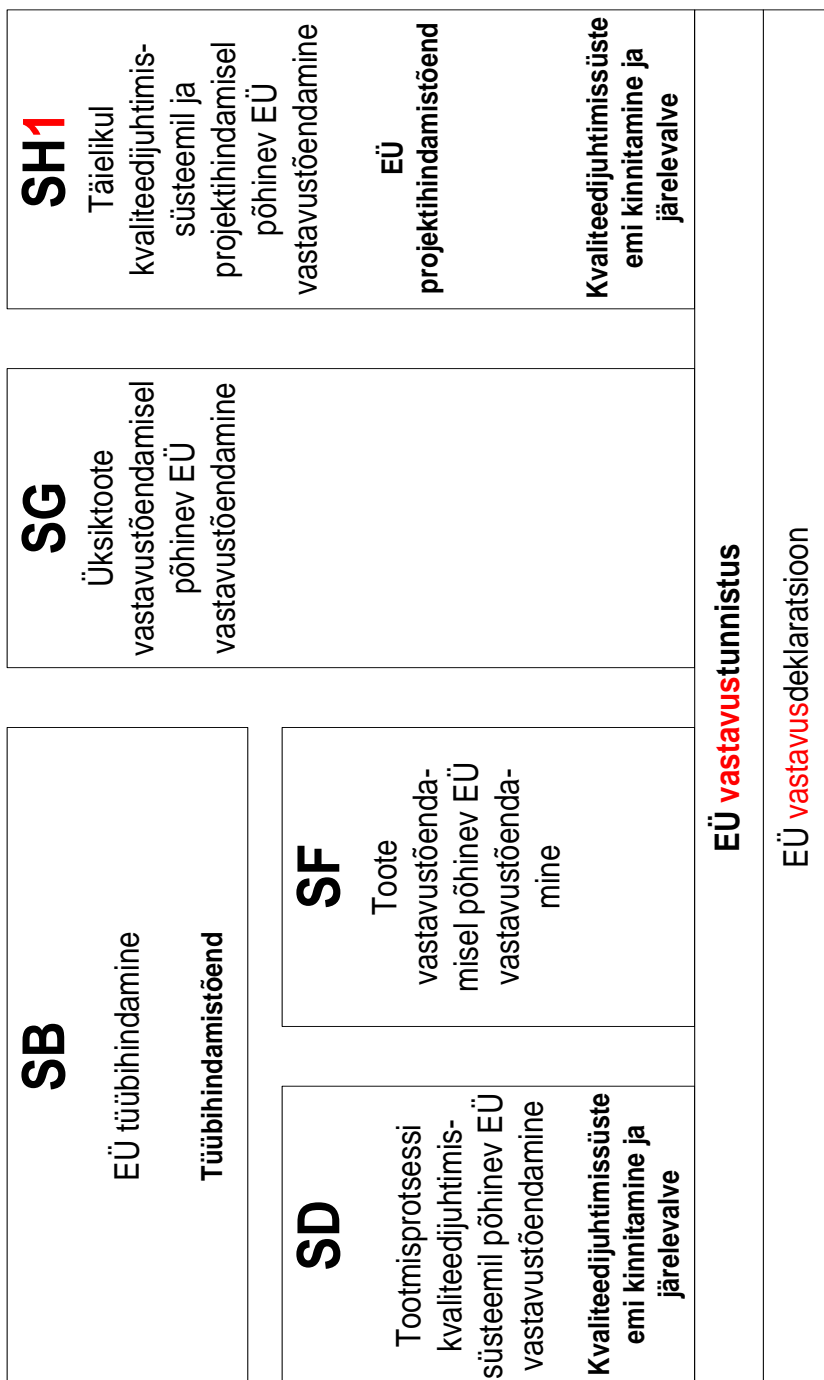 SB
EÜ tüübihindamine
Tüübihindamistõend
SD
Tootmisprotsessi
kvaliteedijuhtimis-
süsteemil põhinev EÜ
vastavustõendamine
Kvaliteedijuhtimissüste
emi kinnitamine ja
järelevalve
SF
Toote
vastavustõenda-
misel põhinev EÜ
vastavustõenda-
mine
SG
Üksiktoote
vastavustõendamisel
põhinev EÜ
vastavustõendamine
SH1
Täielikul
kvaliteedijuhtimis-
süsteemil ja
projektihindamisel
põhinev EÜ
vastavustõendamine
EÜ
projektihindamistõend
Kvaliteedijuhtimissüste
emi kinnitamine ja
järelevalve
EÜ vastavustunnistus
EÜ vastavusdeklaratsioon